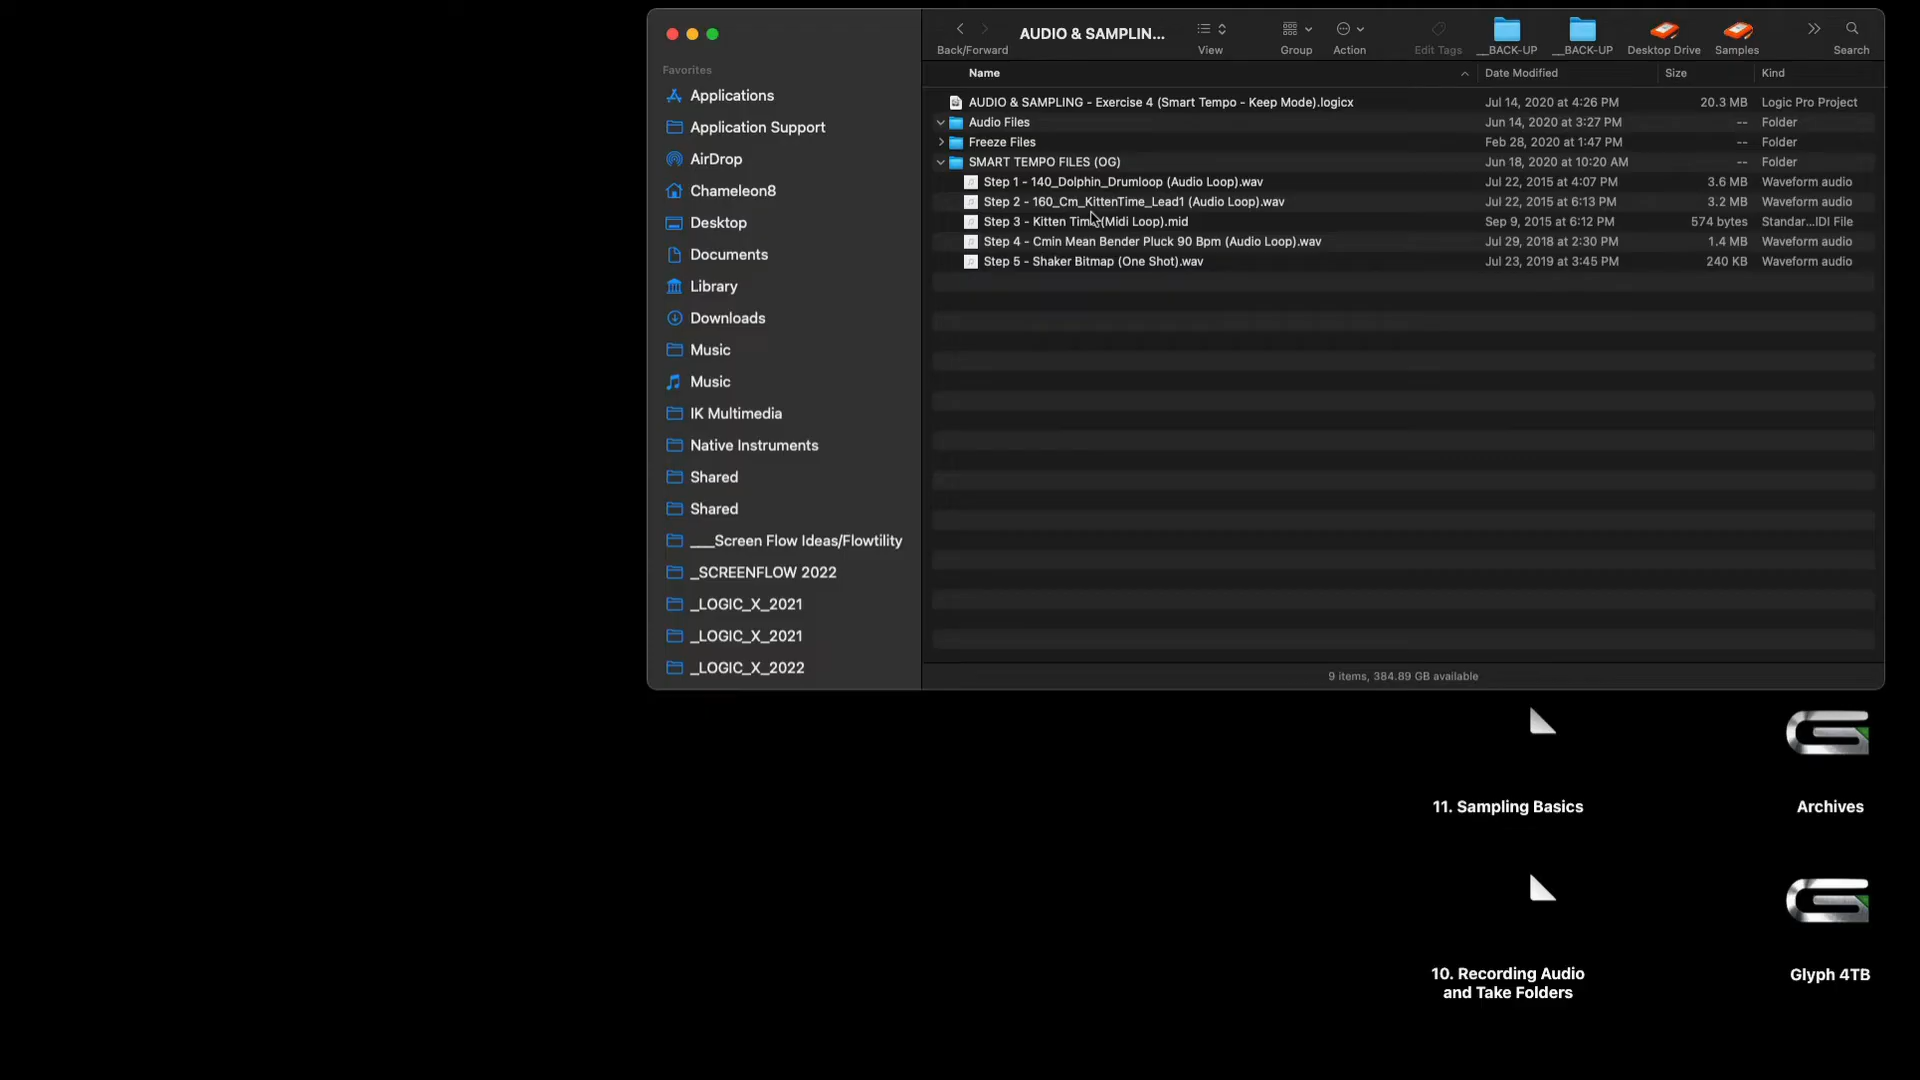 AUDIO & SAMPLIN...
Back/Forward
View
Group
Action
Edit Tags
__BACK-UP
__BACK-UP
Desktop Drive
Samples
Search
Favorites
Applications
Application Support
AirDrop
Chameleon8
Desktop
Documents
Library
Downloads
Music
Music
IK Multimedia
Native Instruments
Shared
Shared
___Screen Flow Ideas/Flowtility
_SCREENFLOW 2022
_LOGIC_X_2021
_LOGIC_X_2021
_LOGIC_X_2022
Name Date Modified Size Kind
AUDIO & SAMPLING - Exercise 4 (Smart Tempo - Keep Mode).logicx Jul 14, 2020 at 4:26 PM 20.3 MB Logic Pro Project
Audio Files Jun 14, 2020 at 3:27 PM -- Folder
Freeze Files Feb 28, 2020 at 1:47 PM -- Folder
SMART TEMPO FILES (OG) Jun 18, 2020 at 10:20 AM -- Folder
Step 1 - 140_Dolphin_Drumloop (Audio Loop).wav Jul 22, 2015 at 4:07 PM 3.6 MB Waveform audio
Step 2 - 160_Cm_KittenTime_Lead1 (Audio Loop).wav Jul 22, 2015 at 6:13 PM 3.2 MB Waveform audio
Step 3 - Kitten Time (Midi Loop).mid Sep 9, 2015 at 6:12 PM 574 bytes Standar...IDI File
Step 4 - Cmin Mean Bender Pluck 90 Bpm (Audio Loop).wav Jul 29, 2018 at 2:30 PM 1.4 MB Waveform audio
Step 5 - Shaker Bitmap (One Shot).wav Jul 23, 2019 at 3:45 PM 240 KB Waveform audio
9 items, 384.89 GB available
11. Sampling Basics
Archives
10. Recording Audio
and Take Folders
Glyph 4TB